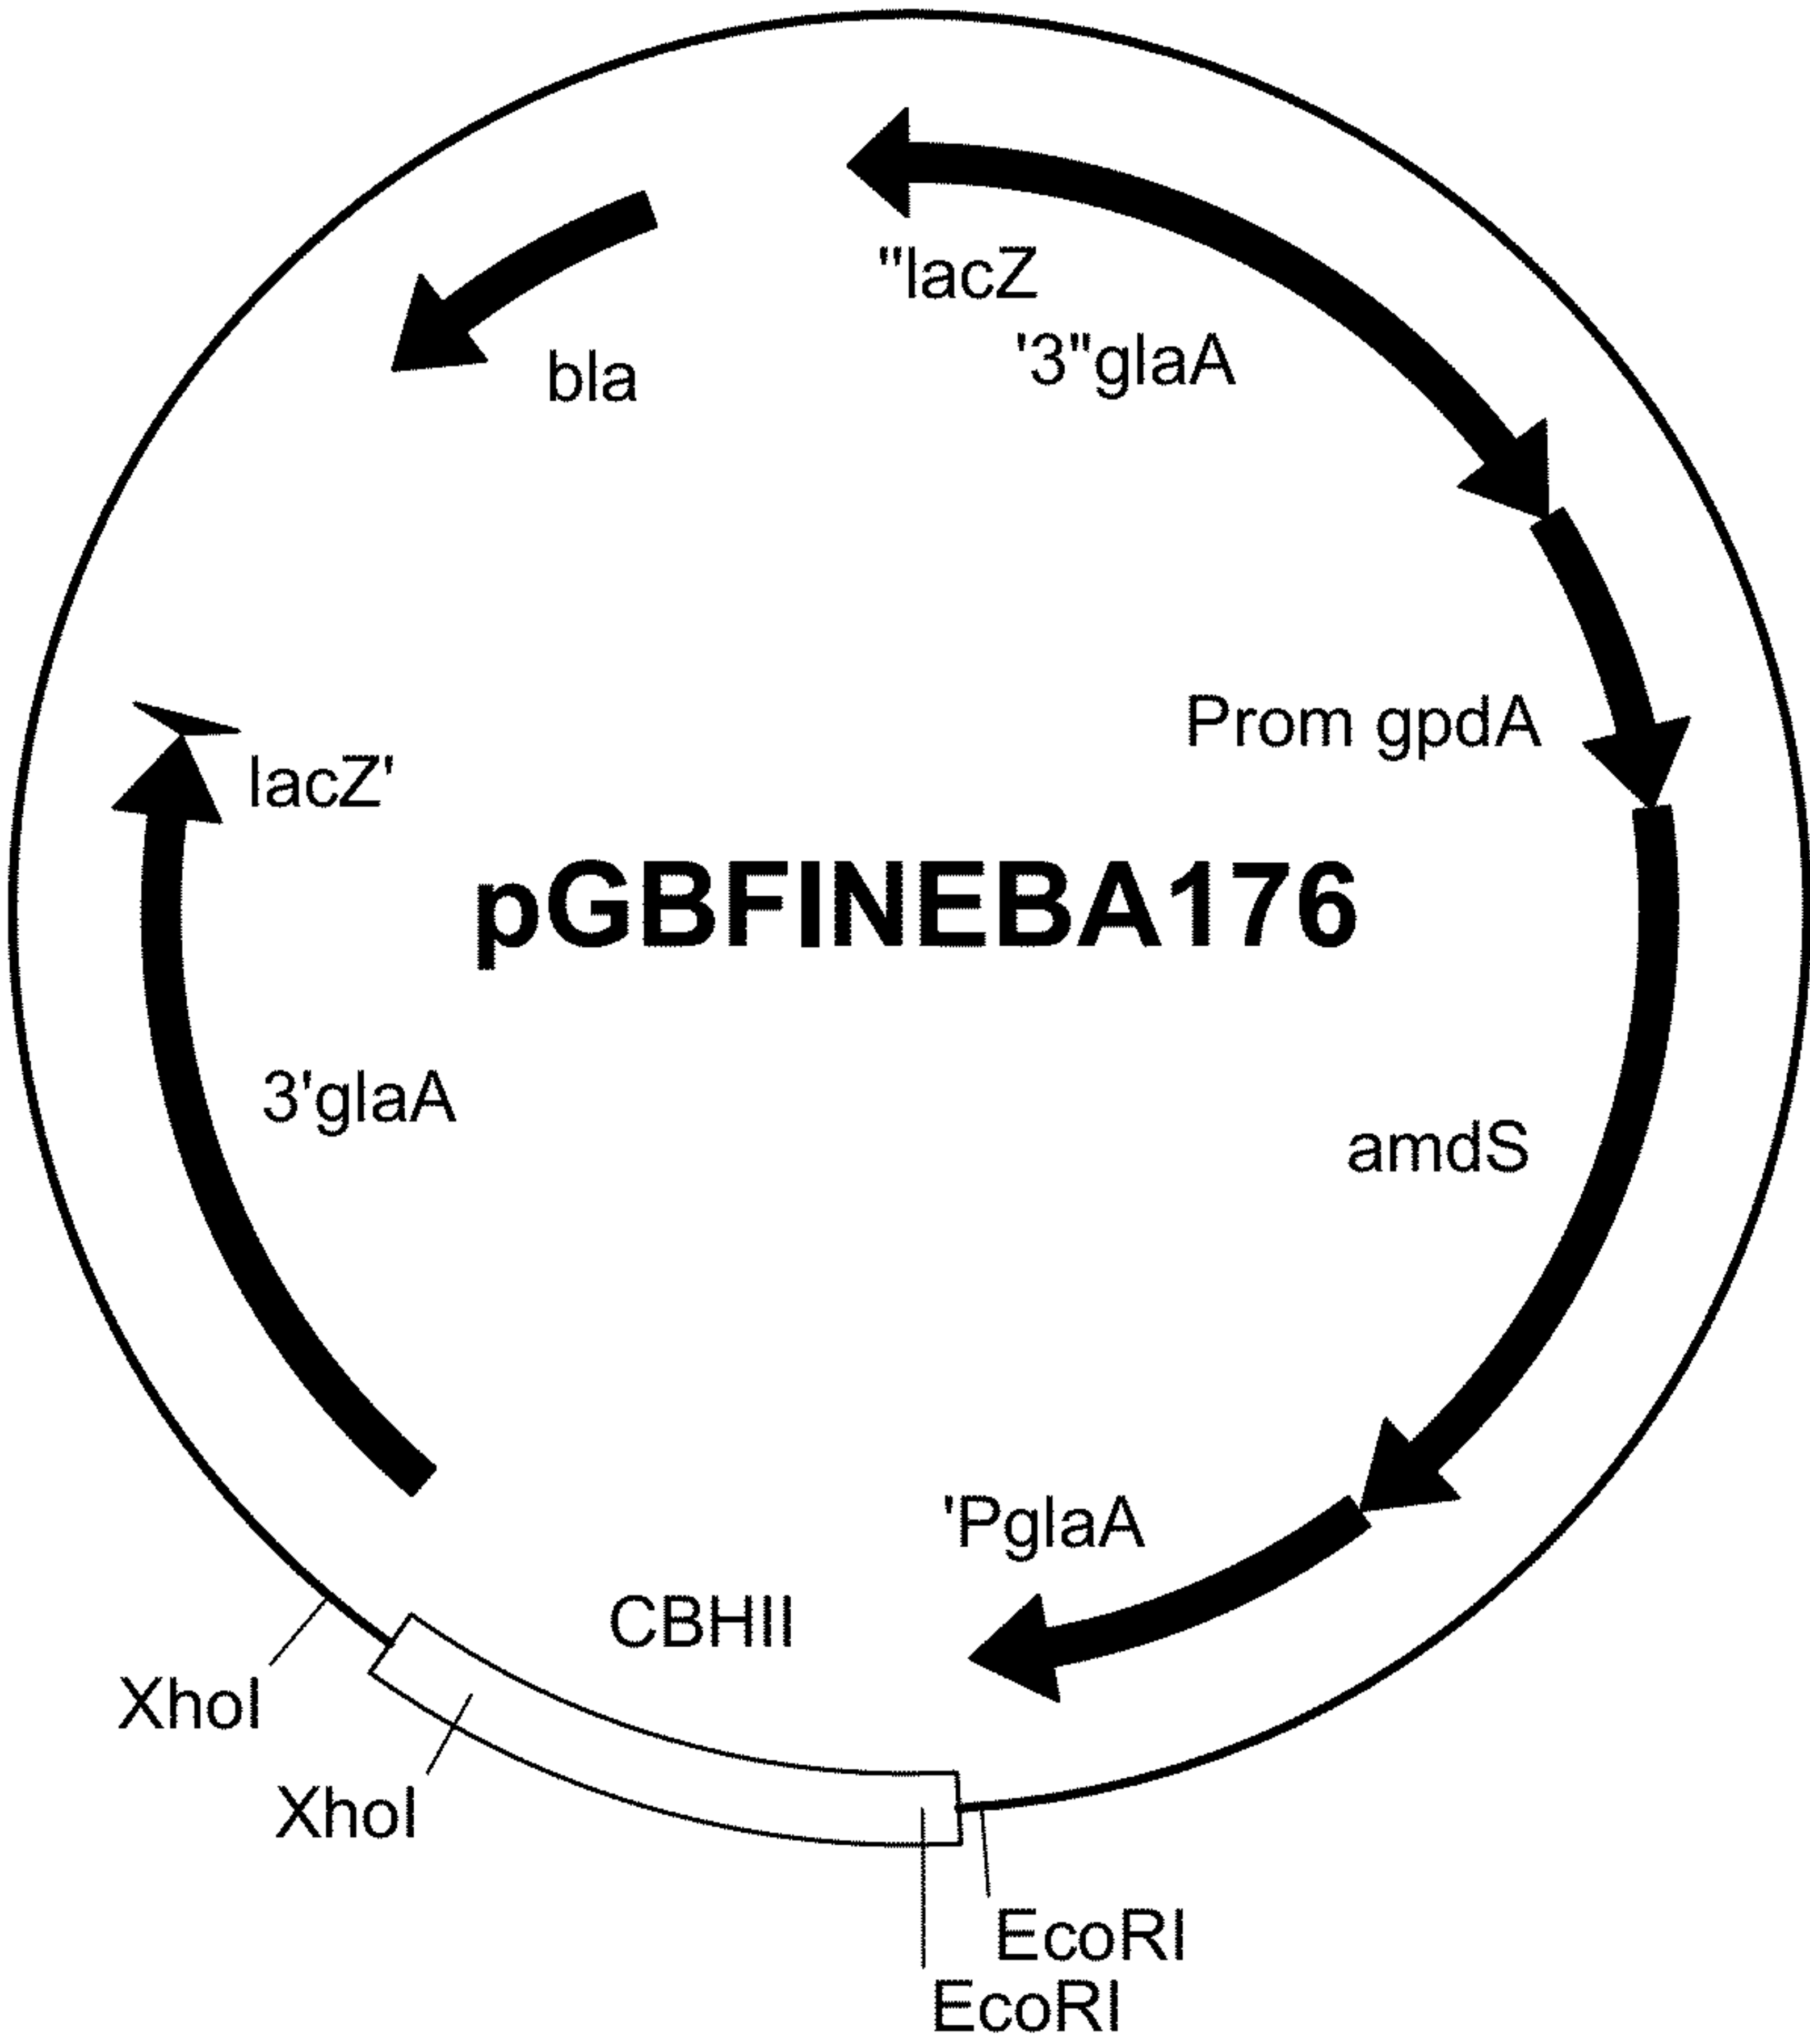 "lacZ
'3"glaA
bla
Prom gpdA
lacZ'
pGBFINEBA176
3'glaA
amdS
'PglaA
CBHII
XhoI
XhoI
EcoRI
EcoRI